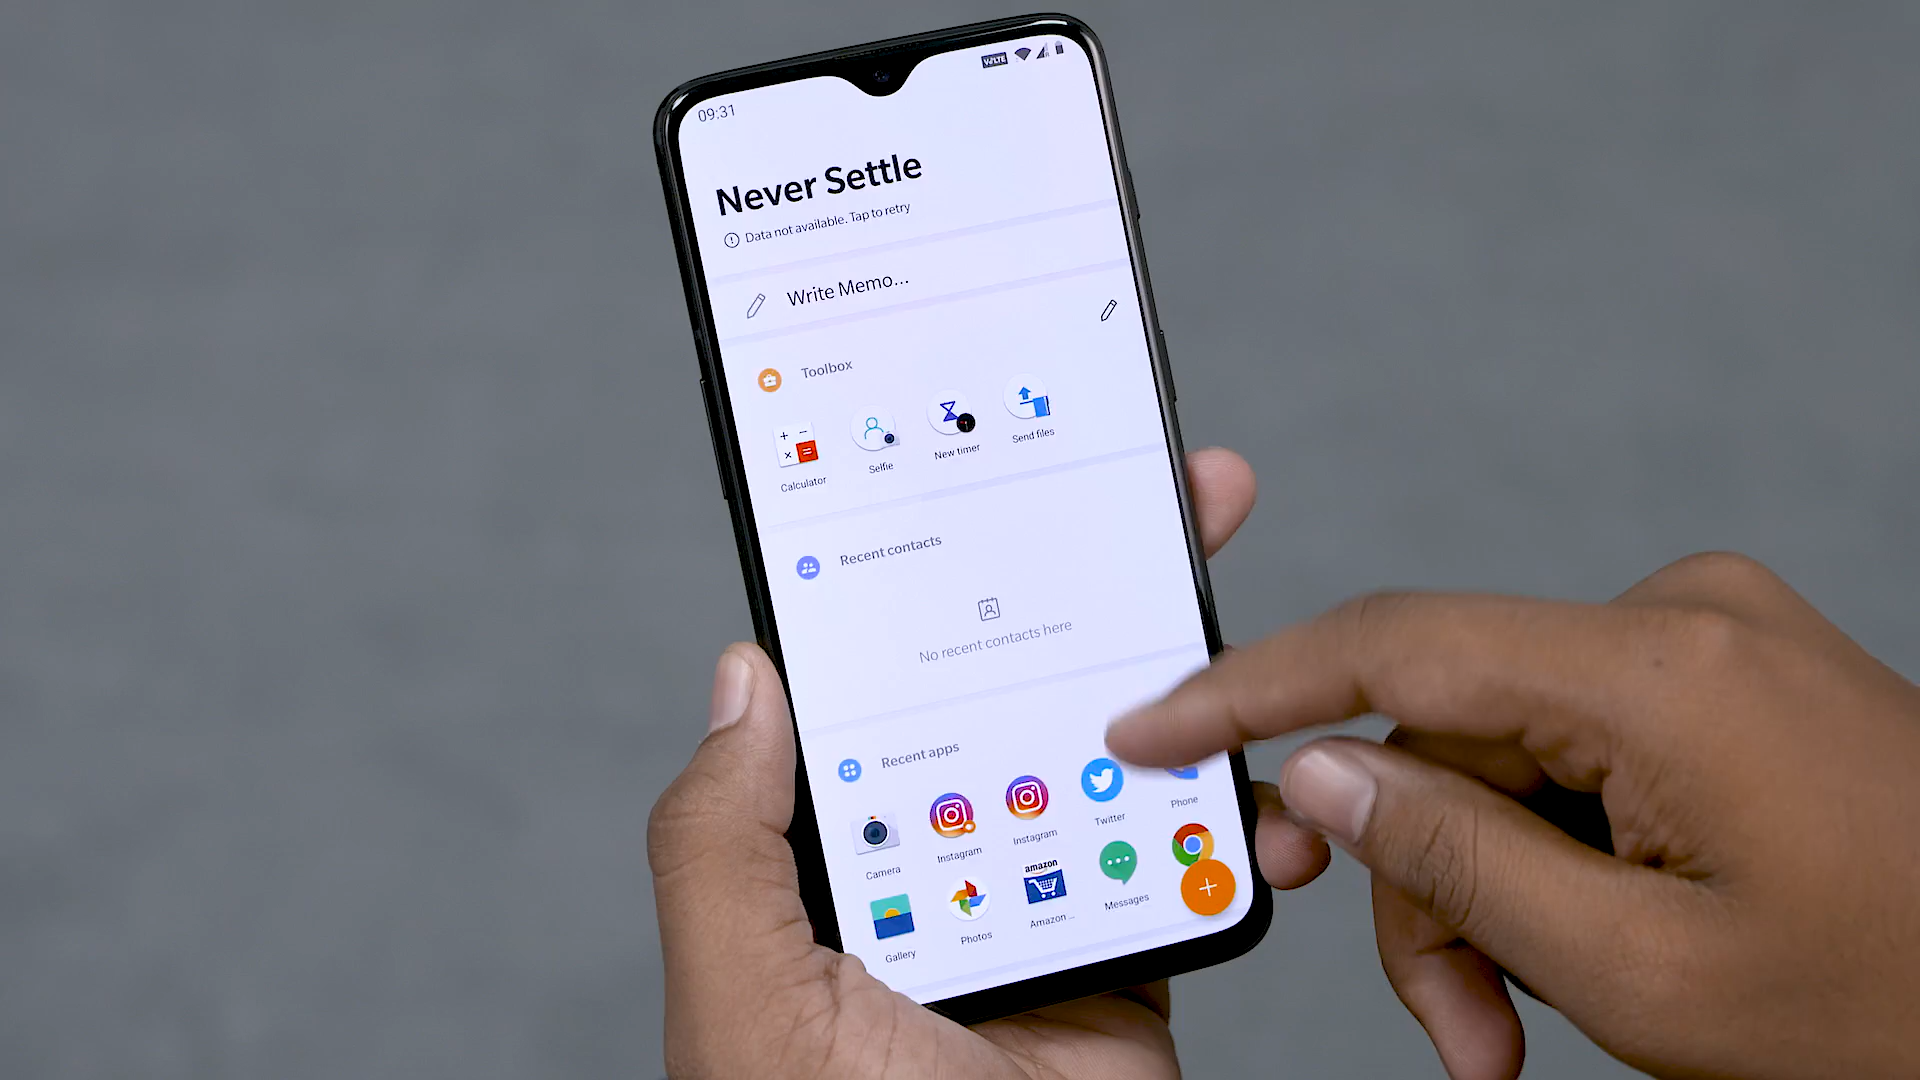 09:31
VoLTE
Never Settle
Data not available. Tap to retry
Write Memo...
Toolbox
Calculator
Selfie
New timer
Send files
Recent contacts
No recent contacts here
Recent apps
Camera
Instagram
Instagram
Twitter
Phone
Gallery
Photos
amazon
Amazon ...
Messages